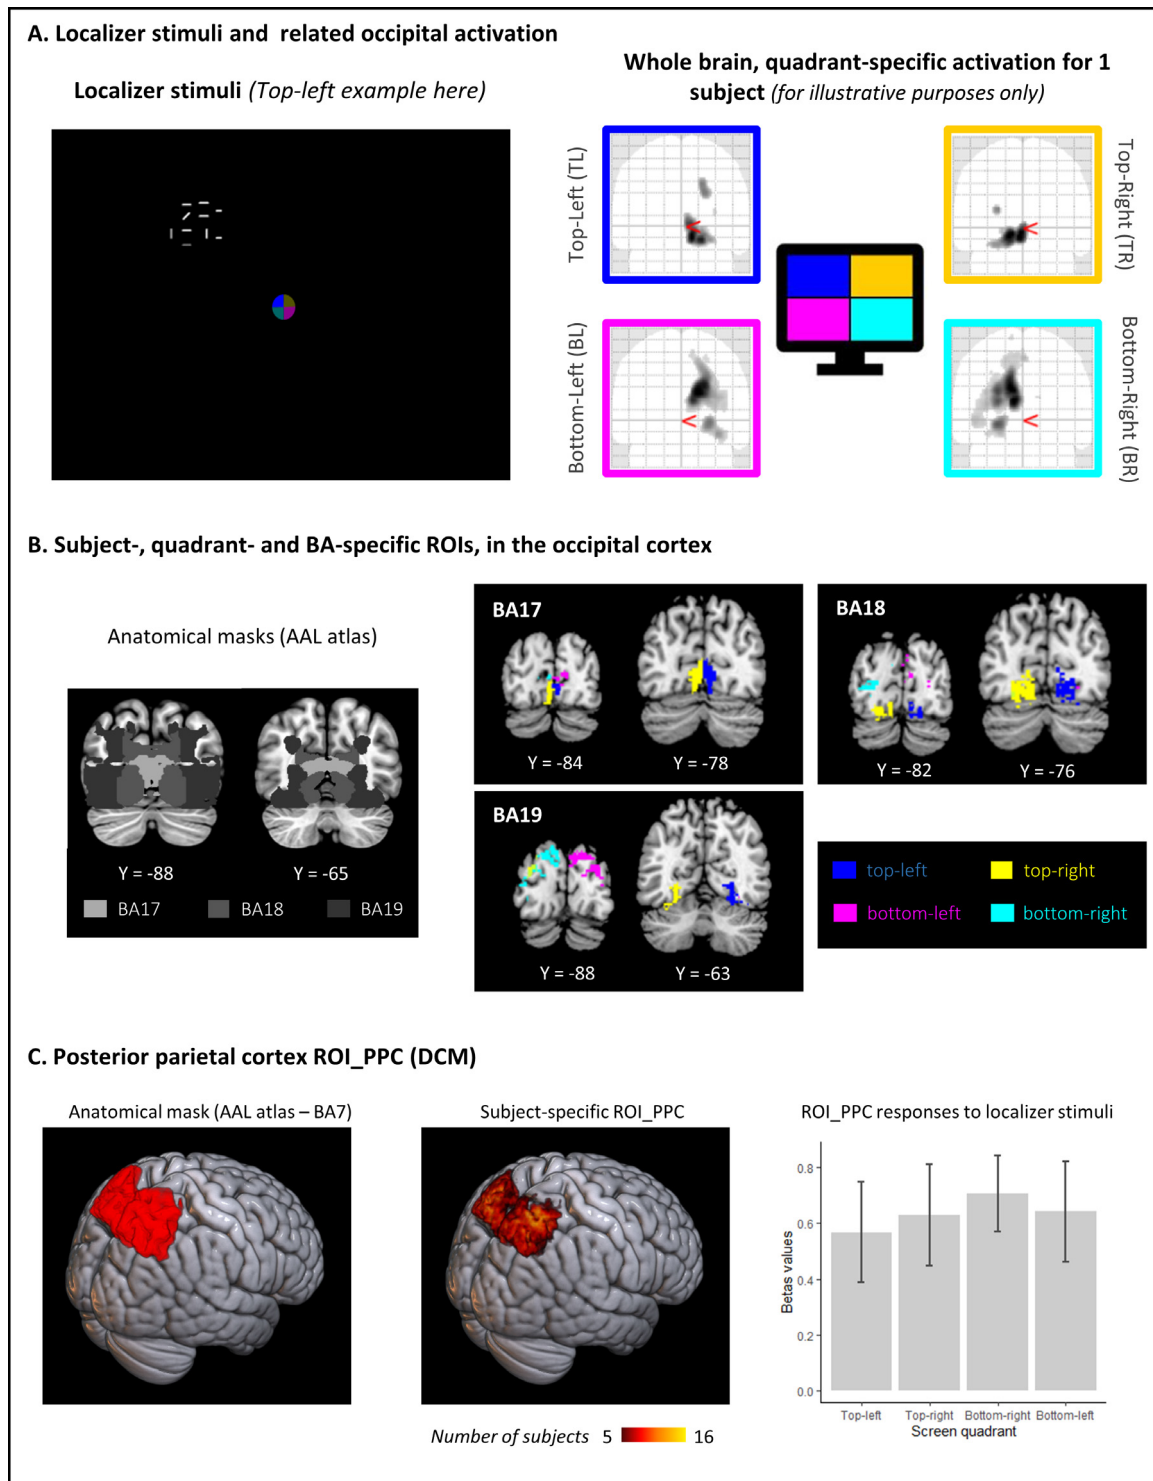 A. Localizer stimuli and related occipital activation
Localizer stimuli (Top-left example here)
Whole brain, quadrant-specific activation for 1
subject (for illustrative purposes only)
Top-Left (TL)
Top-Right (TR)
Bottom-Left (BL)
Bottom-Right (BR)
B. Subject-, quadrant- and BA-specific ROIs, in the occipital cortex
Anatomical masks (AAL atlas)
Y = -88
Y = -65
BA17
BA18
BA19
BA17
Y = -84
Y = -78
BA18
Y = -82
Y = -76
BA19
Y = -88
Y = -63
top-left
top-right
bottom-left
bottom-right
C. Posterior parietal cortex ROI_PPC (DCM)
Anatomical mask (AAL atlas – BA7)
Subject-specific ROI_PPC
Number of subjects 5 16
ROI_PPC responses to localizer stimuli
Betas values
0.8
0.6
0.4
0.2
0.0
Top-left Top-right Bottom-right Bottom-left
Screen quadrant